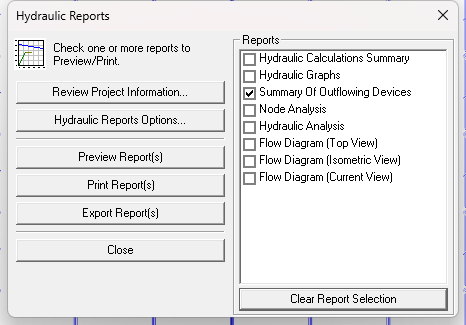 Hydraulic Reports
Check one or more reports to
Preview/Print.
Review Project Information...
Hydraulic Reports Options...
Preview Report(s)
Print Report(s)
Export Report(s)
Close
Reports
Hydraulic Calculations Summary
Hydraulic Graphs
Summary Of Outflowing Devices
Node Analysis
Hydraulic Analysis
Flow Diagram (Top View)
Flow Diagram (Isometric View)
Flow Diagram (Current View)
Clear Report Selection